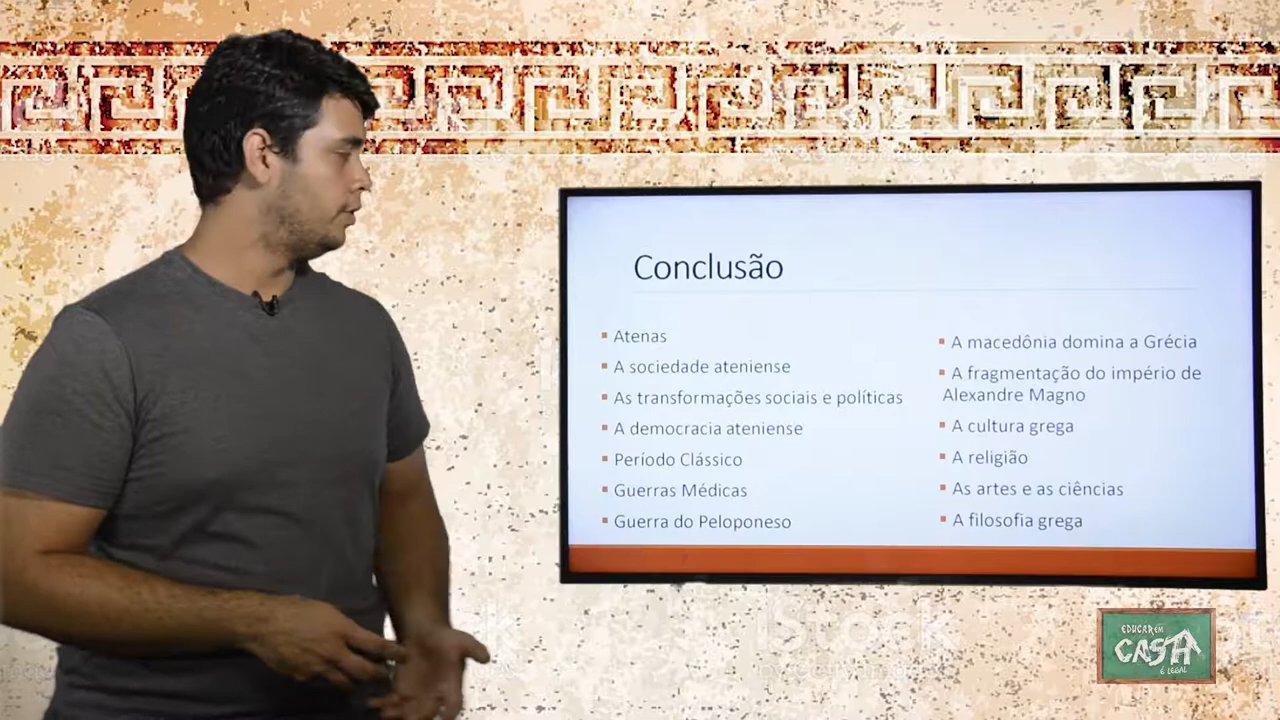 Conclusão
Atenas
A sociedade ateniense
As transformações sociais e políticas
A democracia ateniense
Período Clássico
Guerras Médicas
Guerra do Peloponeso
A macedônia domina a Grécia
A fragmentação do império de
Alexandre Magno
A cultura grega
A religião
As artes e as ciências
A filosofia grega
iStock
EDUCAR EM
CASA
É LEGAL